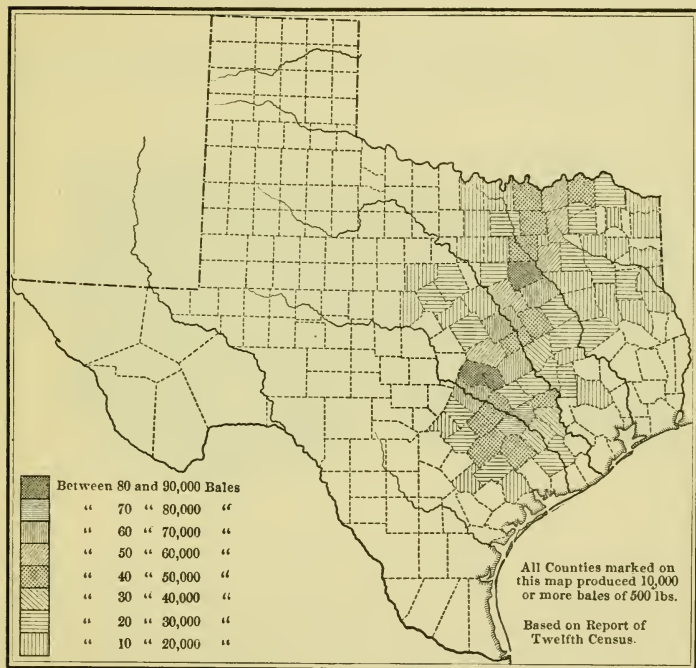 Between 80 and 90,000 Bales
“ 70 “ 80,000 “
“ 60 “ 70,000 “
“ 50 “ 60,000 “
“ 40 “ 50,000 “
“ 30 “ 40,000 “
“ 20 “ 30,000 “
“ 10 “ 20,000 “
All Counties marked on
this map produced 10,000
or more bales of 500 lbs.
Based on Report of
Twelfth Census.